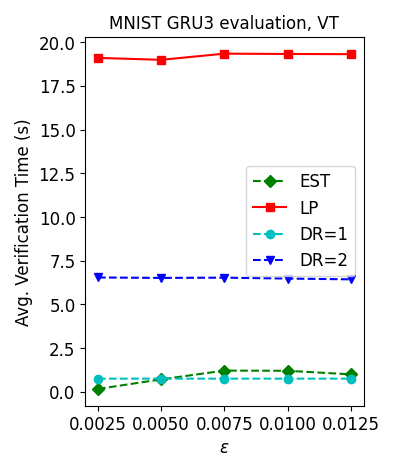 MNIST GRU3 evaluation, VT
Avg. Verification Time (s)
20.0
17.5
15.0
12.5
10.0
7.5
5.0
2.5
0.0
EST
LP
DR=1
DR=2
0.0025 0.0050 0.0075 0.0100 0.0125
ε